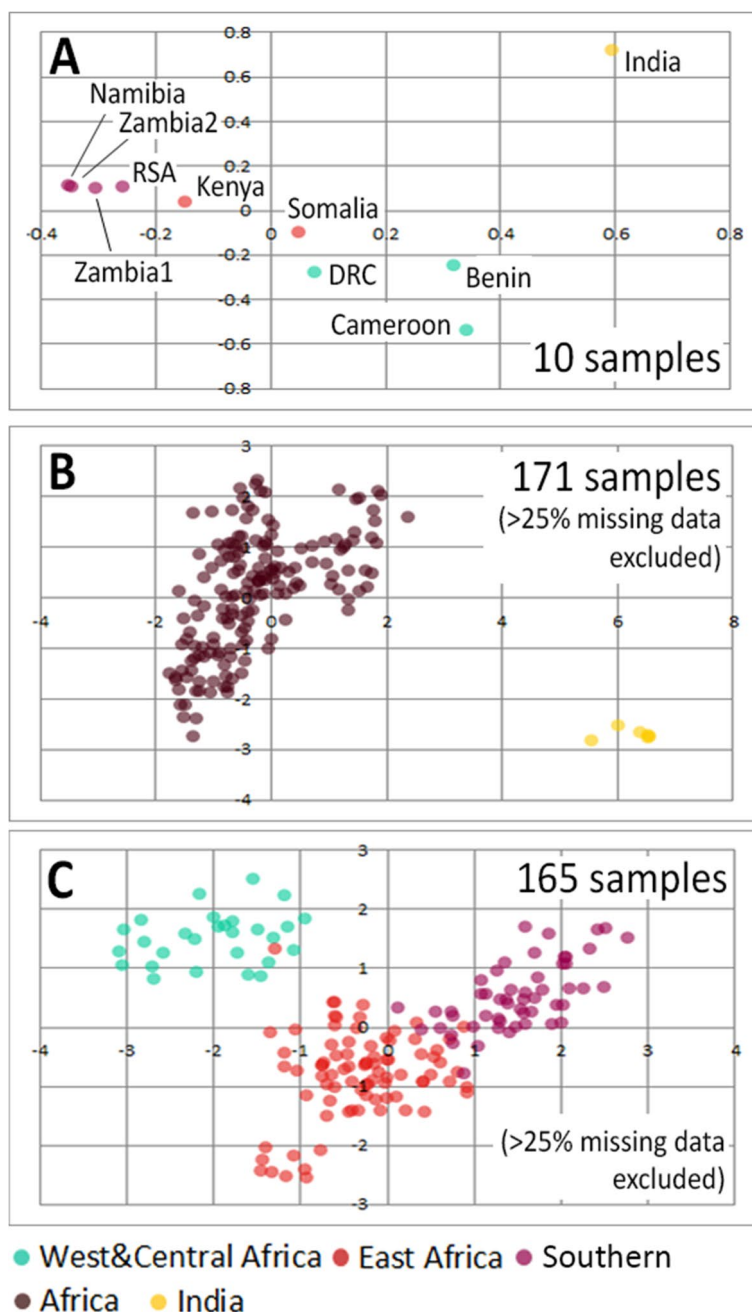 A
0.8
0.6
India
Namibia
0.4
Zambia2
0.2
RSA
Kenya
0
Somalia
-0.4 -0.2 0 0.2 0.4 0.6 0.8
-0.2
Zambia1
DRC
Benin
-0.4
Cameroon
-0.6
10 samples
-0.8
B
3
171 samples
2
(>25% missing data
excluded)
1
0
-4 -2 0 2 4 6 8
-1
-2
-3
-4
C
3
165 samples
2
1
0
-4 -3 -2 -1 0 1 2 3 4
-1
-2
(>25% missing data
excluded)
-3
West&Central Africa East Africa Southern
Africa India